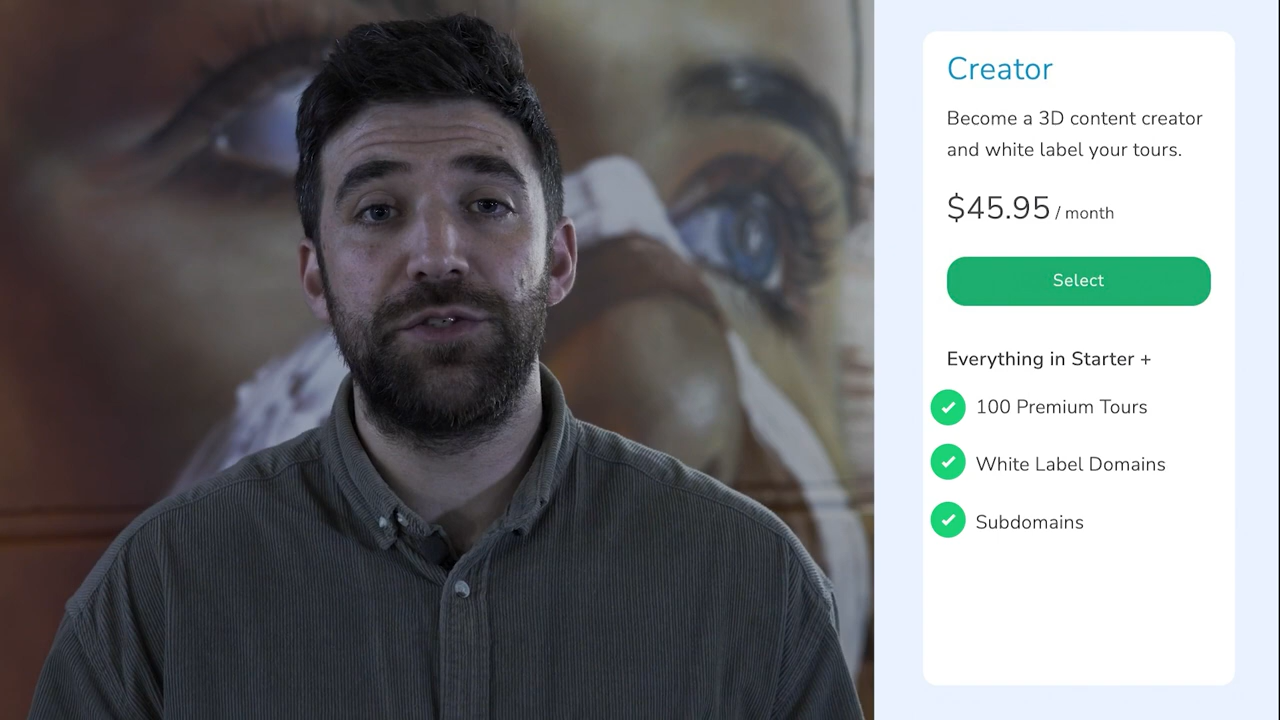 Creator
Become a 3D content creator
and white label your tours.
$45.95 / month
Select
Everything in Starter +
100 Premium Tours
White Label Domains
Subdomains